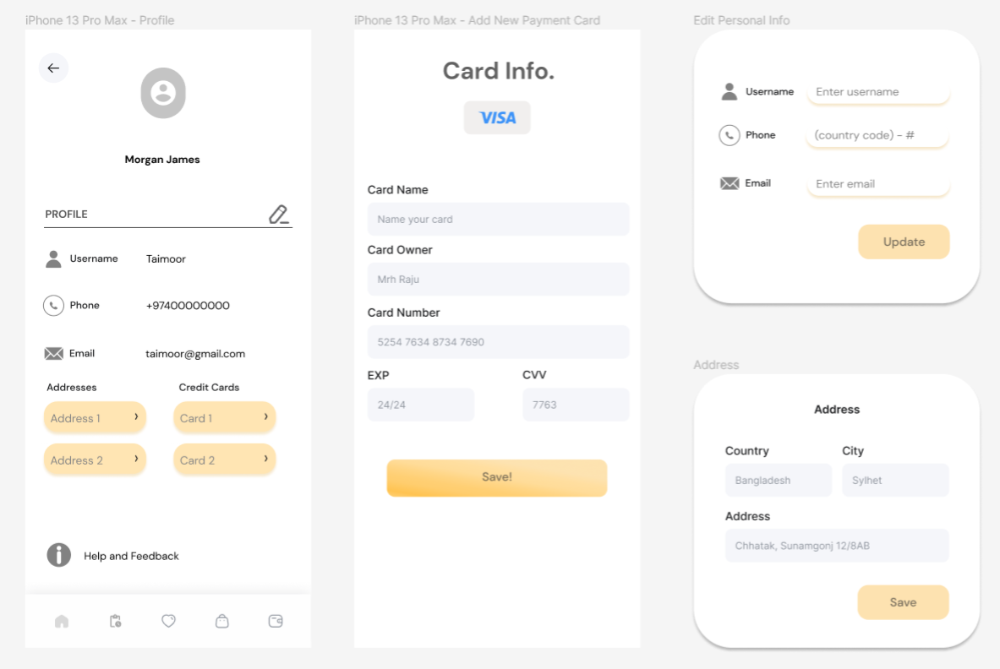 iPhone 13 Pro Max - Profile
Morgan James
PROFILE
Username Taimoor
Phone +97400000000
Email taimoor@gmail.com
Addresses Credit Cards
Address 1 › Card 1 ›
Address 2 › Card 2 ›
Help and Feedback
iPhone 13 Pro Max - Add New Payment Card
Card Info.
VISA
Card Name
Name your card
Card Owner
Mrh Raju
Card Number
5254 7634 8734 7690
EXP CVV
24/24 7763
Save!
Edit Personal Info
Username Enter username
Phone (country code) - #
Email Enter email
Update
Address
Address
Country City
Bangladesh Sylhet
Address
Chhatak, Sunamgonj 12/8AB
Save